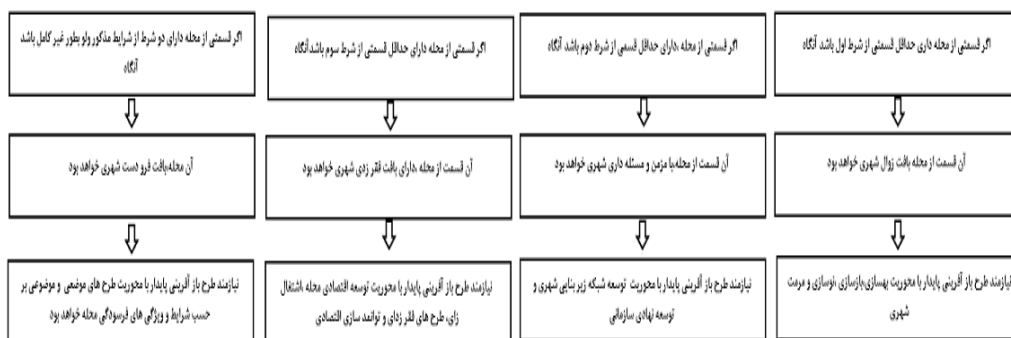 اگر قسمتی از محله داری حداقل قسمتی از شرط اول باشد آنگاه
آن قسمت از محله بافت زوال شهری خواهد بود
نیازمند طرح باز آفرینی پایدار با محوریت بهسازی،بازسازی ،نوسازی و مرمت
شهری
اگر قسمتی از محله ،دارای حداقل قسمی از شرط دوم باشد آنگاه
آن قسمت از محله،با مزمن و مسئله داری شهری خواهد بود
نیازمند طرح باز آفرینی پایدار با محوریت توسعه شبکه زیر بنایی شهری و
توسعه نهادی سازمانی
اگر قسمتی از محله دارای حداقل قسمتی از شرط سوم باشد،آنگاه
آن قسمت از محله ،دارای بافت فقر زدی شهری خواهد بود
نیازمند طرح باز آفرینی پایدار با محوریت توسعه اقتصادی محله ،اشتغال
زای، طرح های فقر زدای و توانمند سازی اقتصادی
اگر قسمتی از محله دارای دو شرط از شرایط مذکور ولو بطور غیر کامل باشد
آنگاه
آن محله،بافت فرو دست شهری خواهد بود
نیازمند طرح باز آفرینی پایدار با محوریت طرح های موضعی و موضوعی بر
حسب شرایط و ویژگی های فرسودگی محله خواهد بود